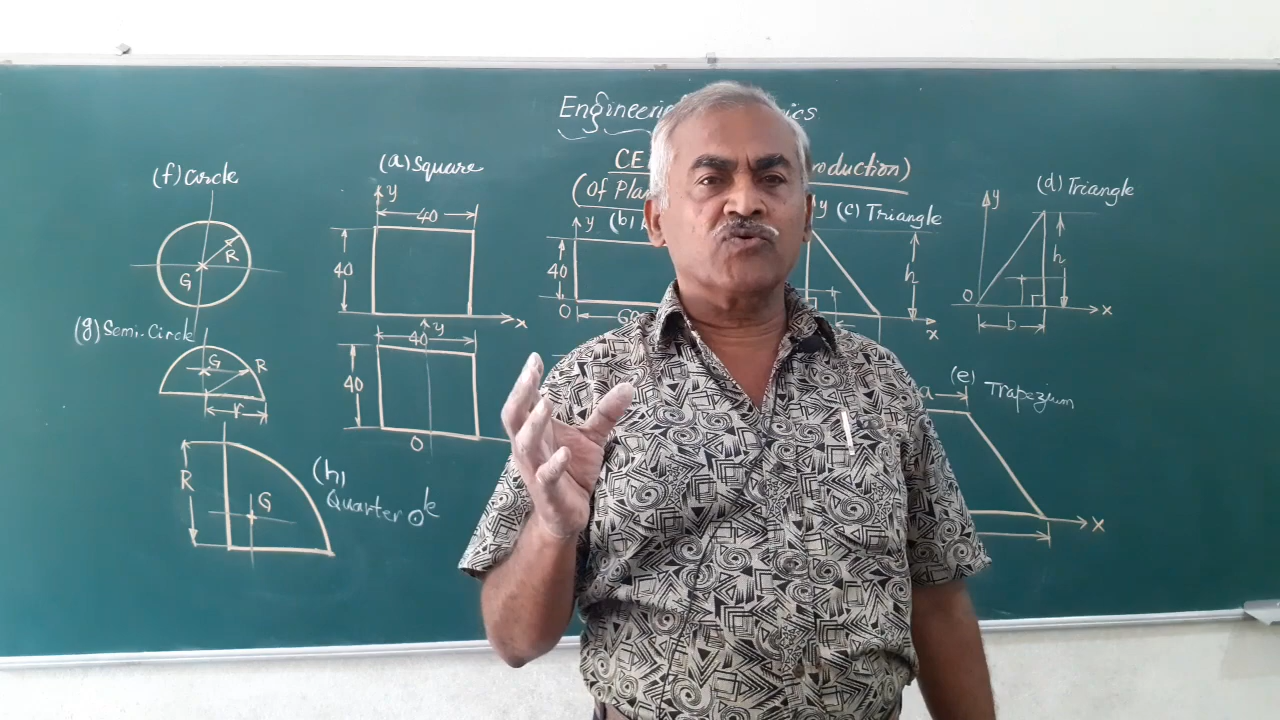 Engineeri ics
CE roduction)
(Of Pla
(f) Circle
R
G
(a) Square
y
40
40
x
y
(b)
40
60
y
(c) Triangle
h
x
(d) Triangle
y
h
O
x
b
(g) Semi-Circle
G
R
r
y
40
40
O
a
(e) Trapezium
x
(h)
Quarter
R
G